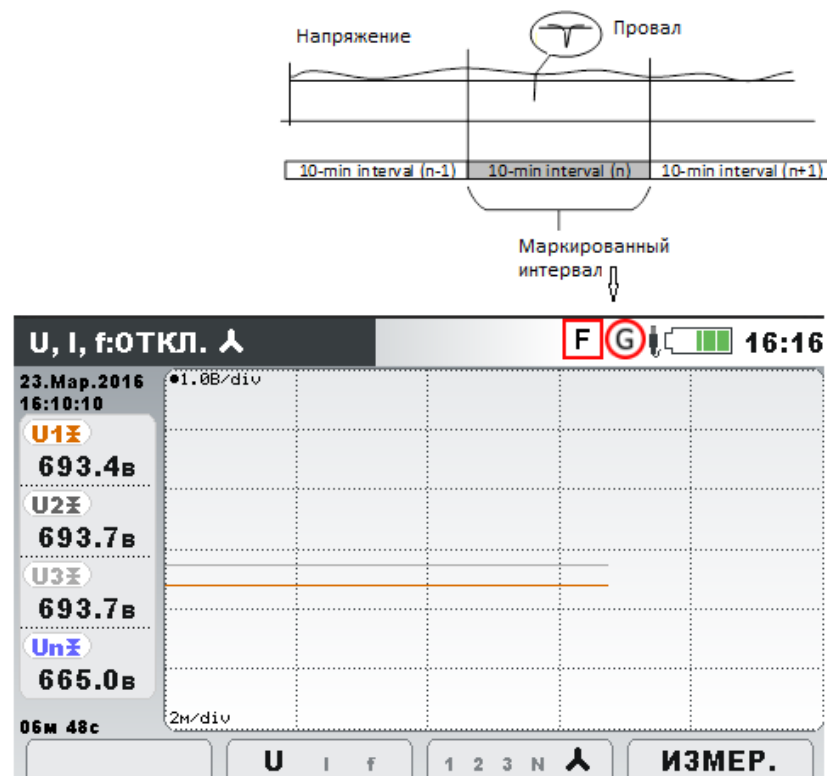 Напряжение
Провал
10-min interval (n-1) 10-min interval (n) 10-min interval (n+1)
Маркированный
интервал
U, I, f:ОТКЛ. F G 16:16
23.Мар.2016
16:10:10
1.0В/div
U1
693.4в
U2
693.7в
U3
693.7в
Un
665.0в
06м 48с
2м/div
U I f 1 2 3 N ИЗМЕР.